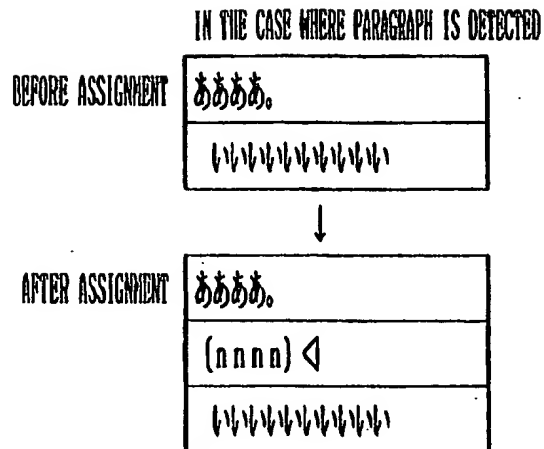 IN THE CASE WHERE PARAGRAPH IS DETECTED
BEFORE ASSIGNMENT
ああああ。
いいいいいいいいいい
↓
AFTER ASSIGNMENT
ああああ。
(nnnn)◁
いいいいいいいいいい